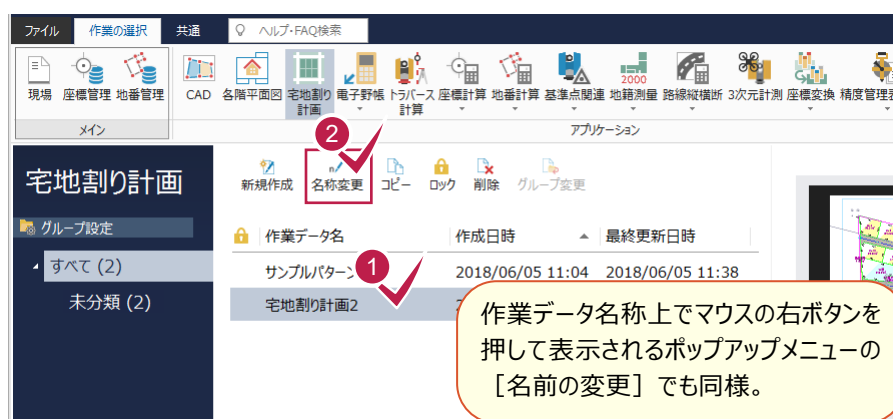 ファイル 作業の選択 共通 ヘルプ・FAQ検索
現場 座標管理 地番管理 CAD 各階平面図 宅地割り計画 電子野帳 トラバース計算 座標計算 地番計算 基準点関連 地籍測量 路線縦横断 3次元計測 座標変換 精度管理
2000
メイン アプリケーション
2
宅地割り計画
新規作成 名称変更 コピー ロック 削除 グループ変更
グループ設定
作業データ名 作成日時 最終更新日時
すべて (2)
1
サンプルパターン 2018/06/05 11:04 2018/06/05 11:38
未分類 (2)
宅地割り計画2
作業データ名称上でマウスの右ボタンを
押して表示されるポップアップメニューの
［名前の変更］でも同様。